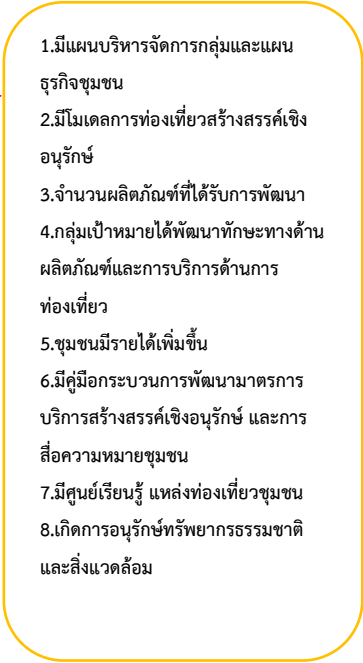 1.มีแผนบริหารจัดการกลุ่มและแผน
ธุรกิจชุมชน
2.มีโมเดลการท่องเที่ยวสร้างสรรค์เชิง
อนุรักษ์
3.จำนวนผลิตภัณฑ์ที่ได้รับการพัฒนา
4.กลุ่มเป้าหมายได้พัฒนาทักษะทางด้าน
ผลิตภัณฑ์และการบริการด้านการ
ท่องเที่ยว
5.ชุมชนมีรายได้เพิ่มขึ้น
6.มีคู่มือกระบวนการพัฒนามาตรการ
บริการสร้างสรรค์เชิงอนุรักษ์ และการ
สื่อความหมายชุมชน
7.มีศูนย์เรียนรู้ แหล่งท่องเที่ยวชุมชน
8.เกิดการอนุรักษ์ทรัพยากรธรรมชาติ
และสิ่งแวดล้อม